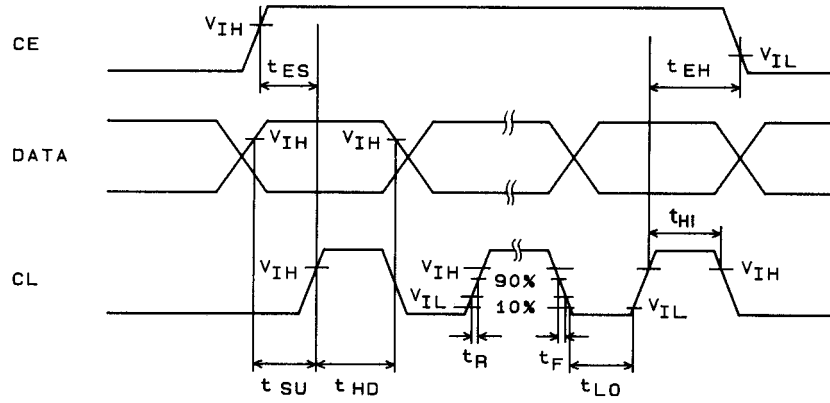 CE
V_IH
t_ES
t_EH
V_IL
DATA
V_IH
V_IH
t_HI
CL
V_IH
V_IH
90%
V_IL
10%
V_IH
V_IL
t_SU
t_HD
t_R
t_F
t_LO